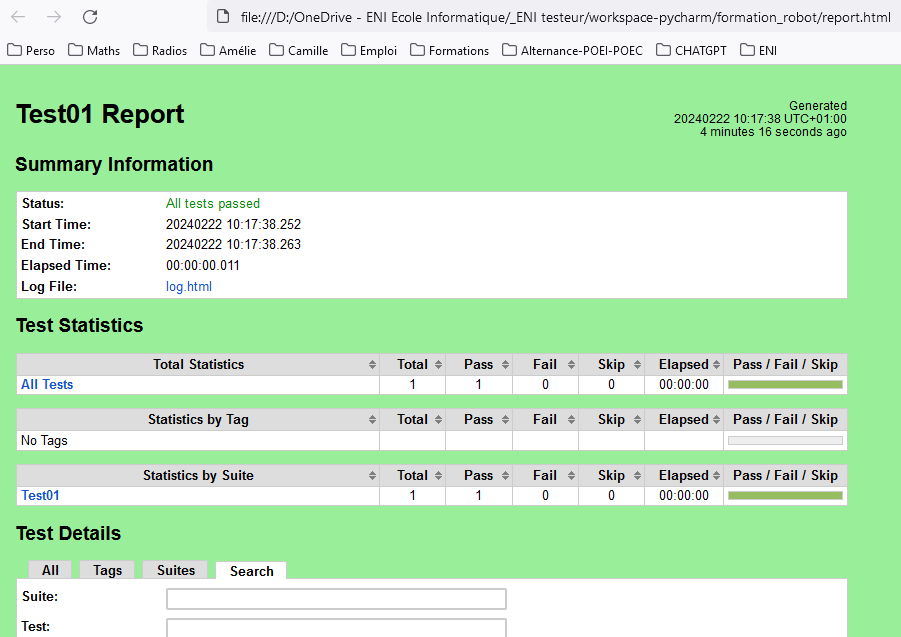 file:///D:/OneDrive - ENI Ecole Informatique/_ENI testeur/workspace-pycharm/formation_robot/report.html
Perso Maths Radios Amélie Camille Emploi Formations Alternance-POEI-POEC CHATGPT ENI
Test01 Report
Generated
20240222 10:17:38 UTC+01:00
4 minutes 16 seconds ago
Summary Information
Status: All tests passed
Start Time: 20240222 10:17:38.252
End Time: 20240222 10:17:38.263
Elapsed Time: 00:00:00.011
Log File: log.html
Test Statistics
Total Statistics Total Pass Fail Skip Elapsed Pass / Fail / Skip
All Tests 1 1 0 0 00:00:00
Statistics by Tag Total Pass Fail Skip Elapsed Pass / Fail / Skip
No Tags
Statistics by Suite Total Pass Fail Skip Elapsed Pass / Fail / Skip
Test01 1 1 0 0 00:00:00
Test Details
All Tags Suites Search
Suite:
Test: